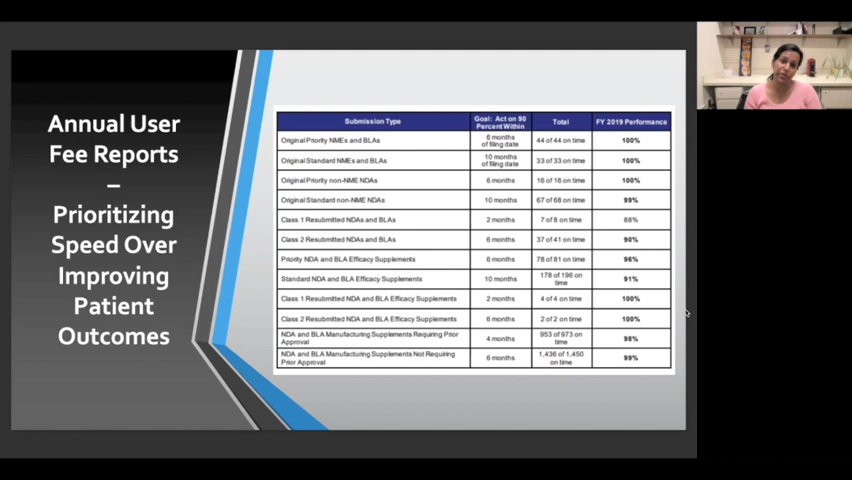 Annual User
Fee Reports
–
Prioritizing
Speed Over
Improving
Patient
Outcomes
Submission Type
Goal: Act on 90
Percent Within
Total
FY 2019 Performance
Original Priority NMEs and BLAs
6 months
of filing date
44 of 44 on time
100%
Original Standard NMEs and BLAs
10 months
of filing date
33 of 33 on time
100%
Original Priority non-NME NDAs
6 months
16 of 16 on time
100%
Original Standard non-NME NDAs
10 months
67 of 68 on time
99%
Class 1 Resubmitted NDAs and BLAs
2 months
7 of 8 on time
88%
Class 2 Resubmitted NDAs and BLAs
6 months
37 of 41 on time
90%
Priority NDA and BLA Efficacy Supplements
6 months
78 of 81 on time
96%
Standard NDA and BLA Efficacy Supplements
10 months
178 of 196 on
time
91%
Class 1 Resubmitted NDA and BLA Efficacy Supplements
2 months
4 of 4 on time
100%
Class 2 Resubmitted NDA and BLA Efficacy Supplements
6 months
2 of 2 on time
100%
NDA and BLA Manufacturing Supplements Requiring Prior
Approval
4 months
953 of 973 on
time
98%
NDA and BLA Manufacturing Supplements Not Requiring
Prior Approval
6 months
1,436 of 1,450
on time
99%